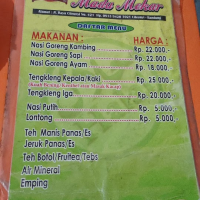 Mada Mekar
DAFTAR MENU
MAKANAN : HARGA :
Nasi Goreng Kambing Rp. 22.000,-
Nasi Goreng Sapi Rp. 22.000,-
Nasi Goreng Ayam Rp. 18.000,-
Tengkleng Kepala/Kaki Rp. 25.000,-
Tengkleng Iga Rp. 20.000,-
Nasi Putih Rp. 5.000,-
Lontong Rp. 5.000,-
Teh Manis Panas/Es
Jeruk Panas/Es
Teh Botol/Fruitea/Tebs
Air Mineral
Emping